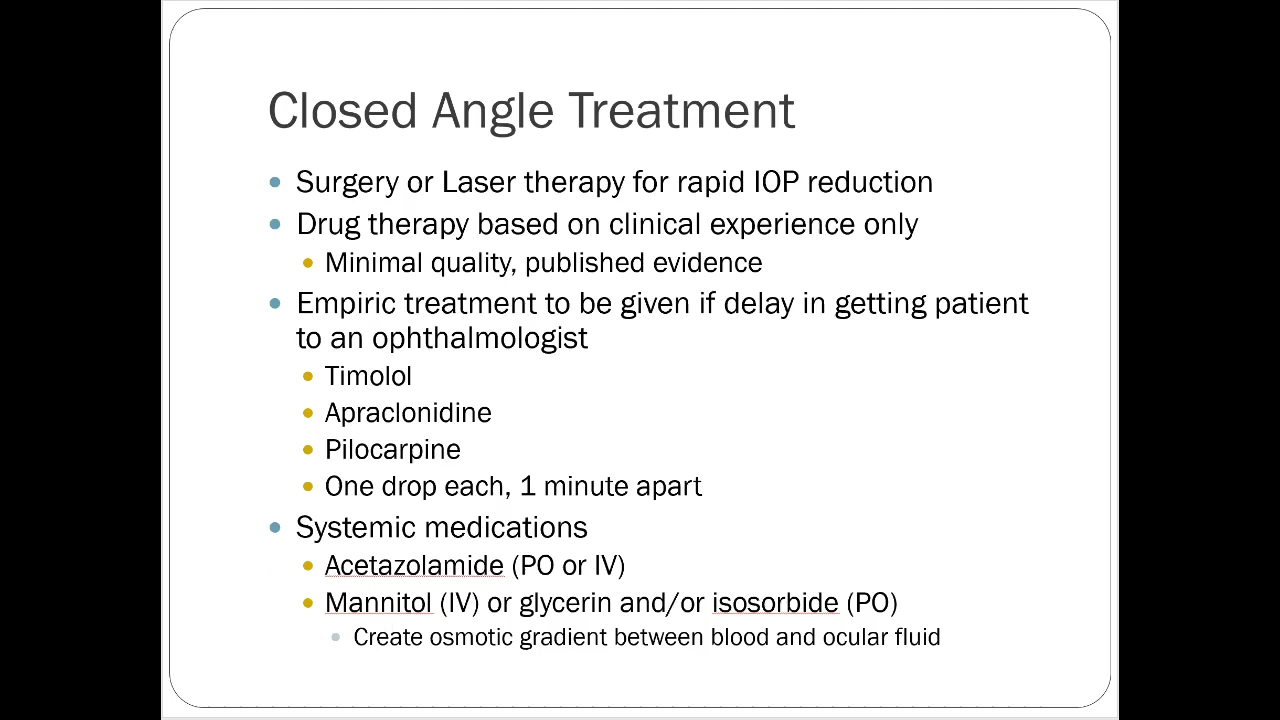 Closed Angle Treatment
Surgery or Laser therapy for rapid IOP reduction
Drug therapy based on clinical experience only
Minimal quality, published evidence
Empiric treatment to be given if delay in getting patient
to an ophthalmologist
Timolol
Apraclonidine
Pilocarpine
One drop each, 1 minute apart
Systemic medications
Acetazolamide (PO or IV)
Mannitol (IV) or glycerin and/or isosorbide (PO)
Create osmotic gradient between blood and ocular fluid